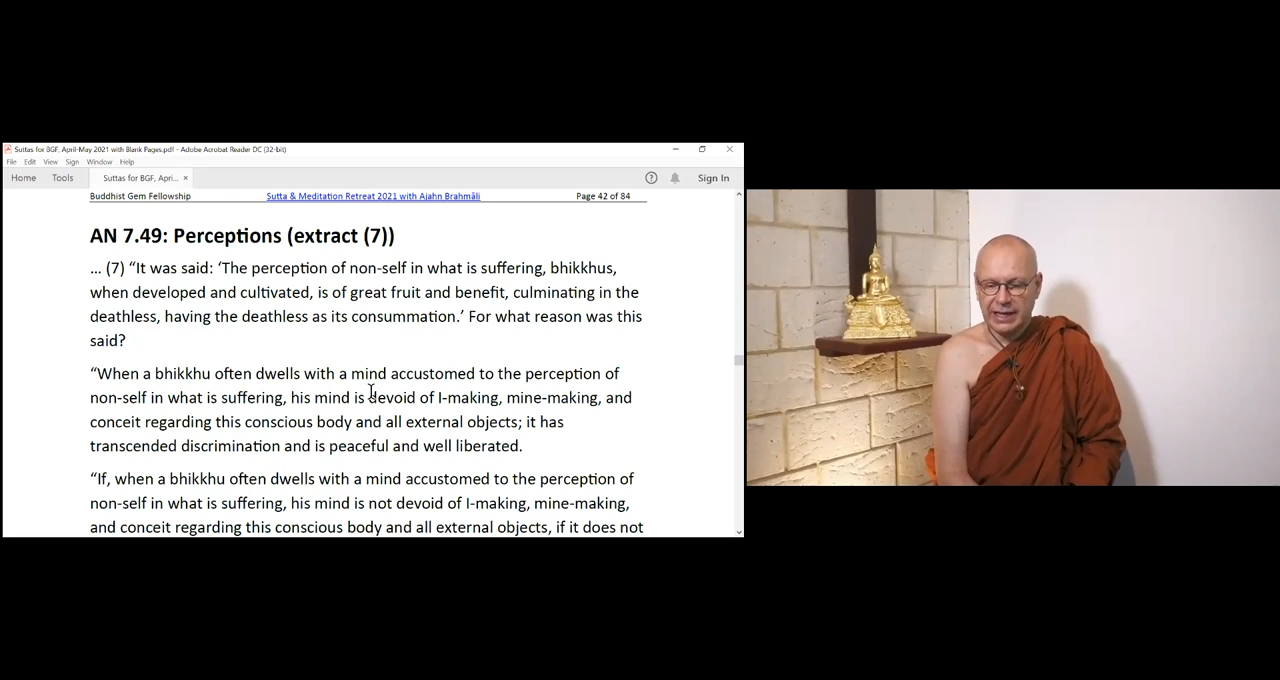 Suttas for BGF, April-May 2021 with Blank Pages.pdf - Adobe Acrobat Reader DC (32-bit)
File Edit View Sign Window Help
Home Tools Suttas for BGF, Apri... × ? Sign In
Buddhist Gem Fellowship Sutta & Meditation Retreat 2021 with Ajahn Brahmāli Page 42 of 84
AN 7.49: Perceptions (extract (7))
... (7) “It was said: ‘The perception of non-self in what is suffering, bhikkhus,
when developed and cultivated, is of great fruit and benefit, culminating in the
deathless, having the deathless as its consummation.’ For what reason was this
said?
“When a bhikkhu often dwells with a mind accustomed to the perception of
non-self in what is suffering, his mind is devoid of I-making, mine-making, and
conceit regarding this conscious body and all external objects; it has
transcended discrimination and is peaceful and well liberated.
“If, when a bhikkhu often dwells with a mind accustomed to the perception of
non-self in what is suffering, his mind is not devoid of I-making, mine-making,
and conceit regarding this conscious body and all external objects, if it does not